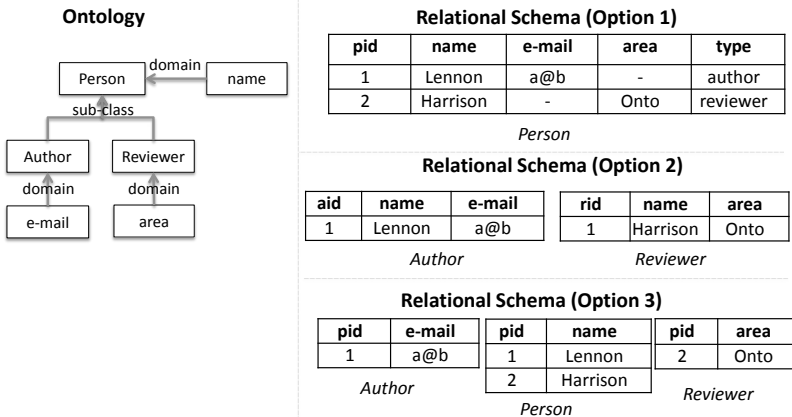 Ontology
Person
domain
name
sub-class
Author
Reviewer
domain
domain
e-mail
area
Relational Schema (Option 1)
pid name e-mail area type
1 Lennon a@b - author
2 Harrison - Onto reviewer
Person
Relational Schema (Option 2)
aid name e-mail
1 Lennon a@b
Author
rid name area
1 Harrison Onto
Reviewer
Relational Schema (Option 3)
pid e-mail
1 a@b
Author
pid name
1 Lennon
2 Harrison
Person
pid area
2 Onto
Reviewer